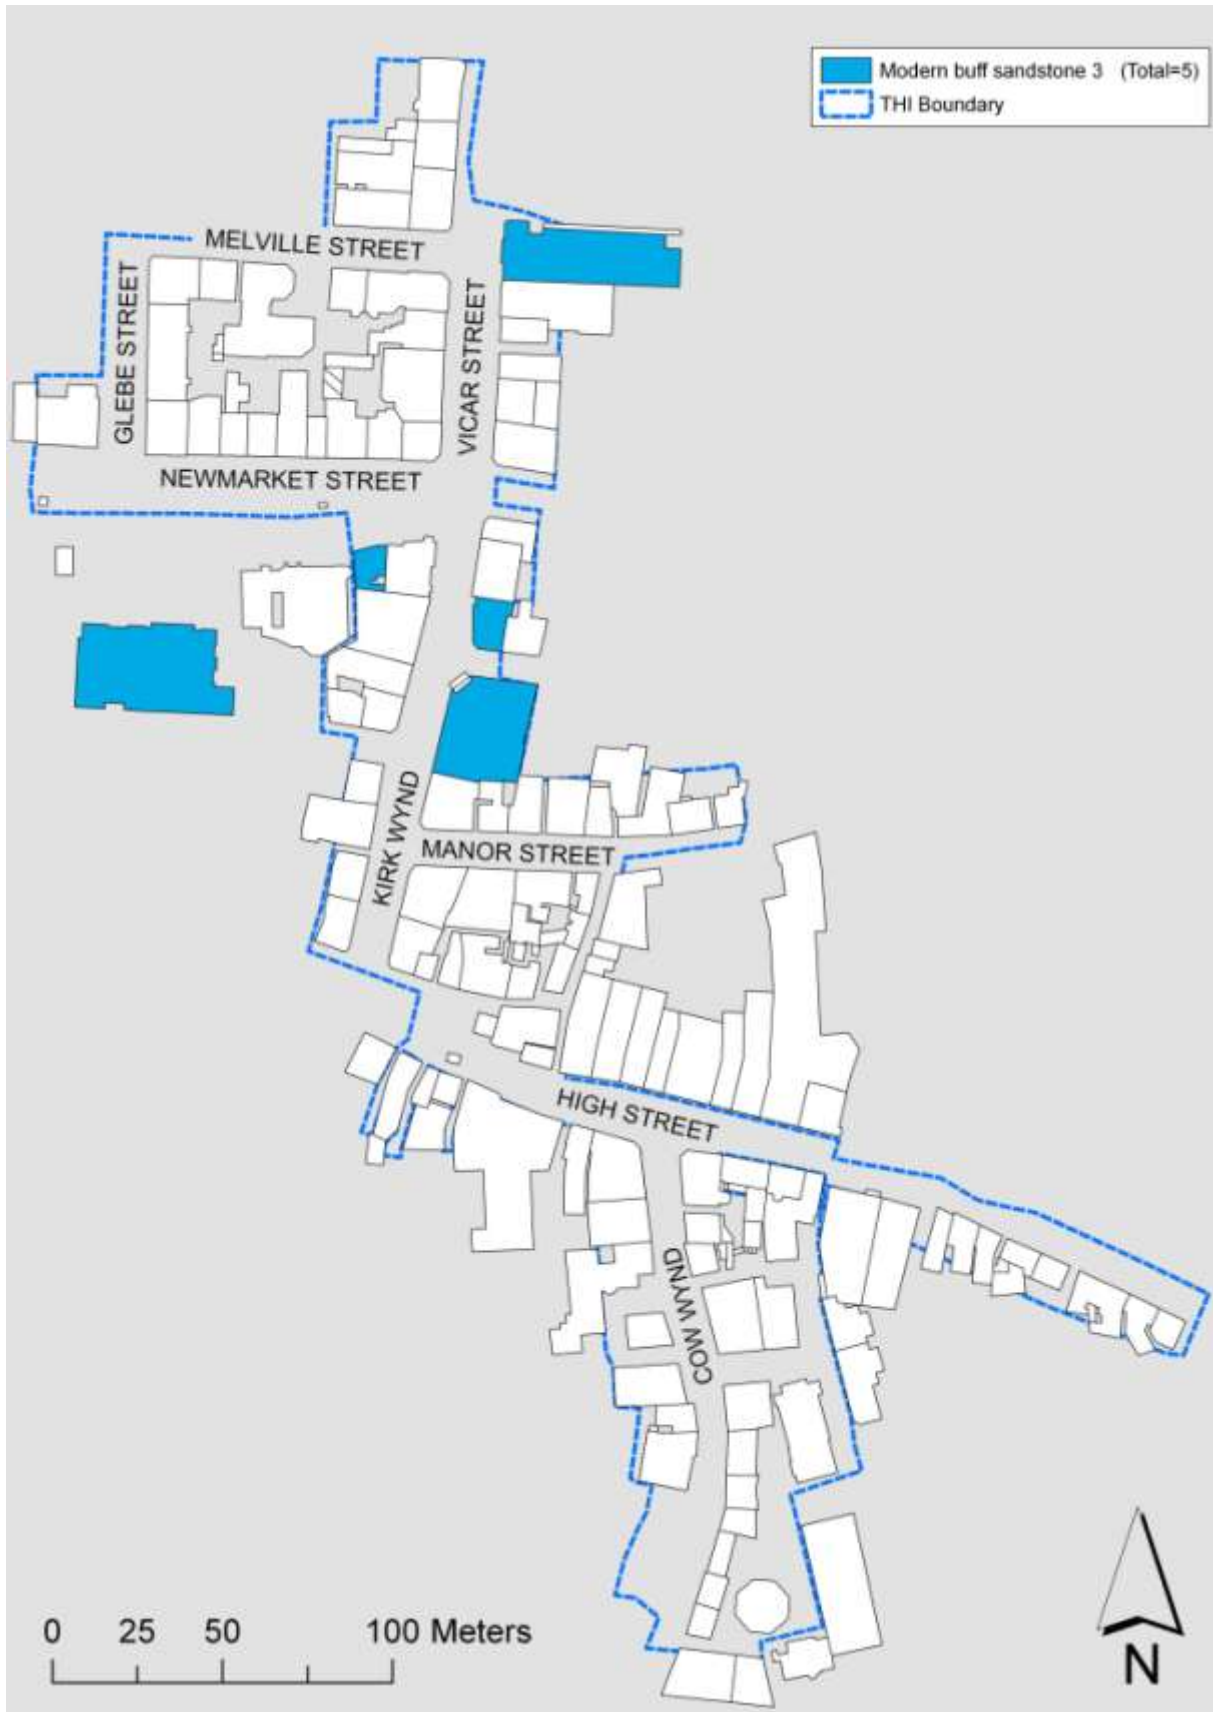 Modern buff sandstone 3 (Total=5)
THI Boundary
MELVILLE STREET
GLEBE STREET
VICAR STREET
NEWMARKET STREET
KIRK WYND
MANOR STREET
HIGH STREET
COW WYND
0 25 50 100 Meters
N